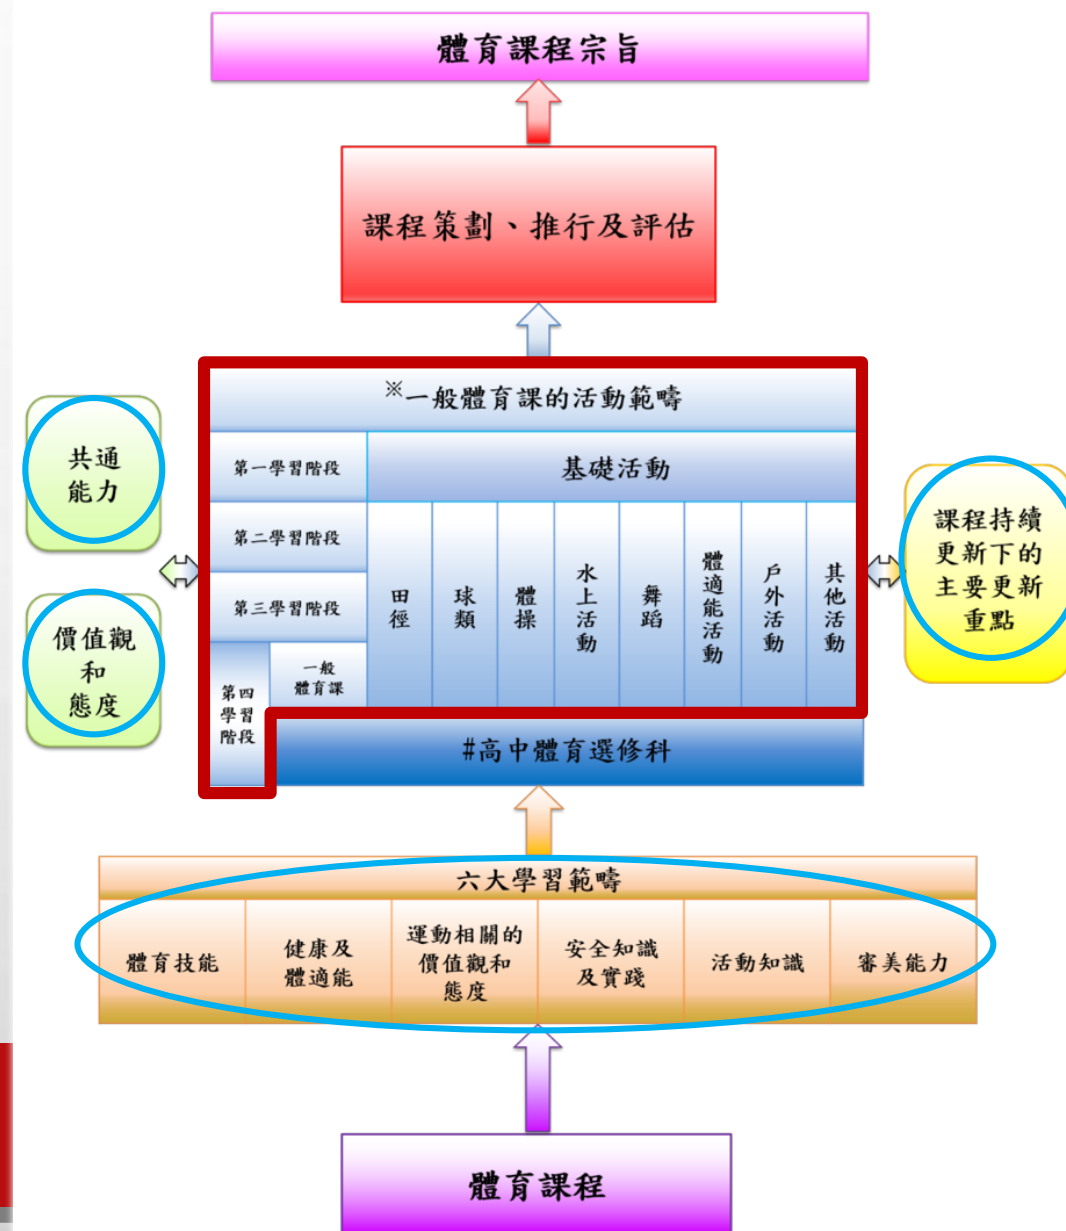 體育課程宗旨
課程策劃、推行及評估
※一般體育課的活動範疇
第一學習階段
基礎活動
第二學習階段
第三學習階段
第四
學習
階段
一般
體育課
田徑
球類
體操
水上活動
舞蹈
體適能活動
戶外活動
其他活動
#高中體育選修科
共通
能力
價值觀
和
態度
課程持續
更新下的
主要更新
重點
六大學習範疇
體育技能
健康及
體適能
運動相關的
價值觀和
態度
安全知識
及實踐
活動知識
審美能力
體育課程